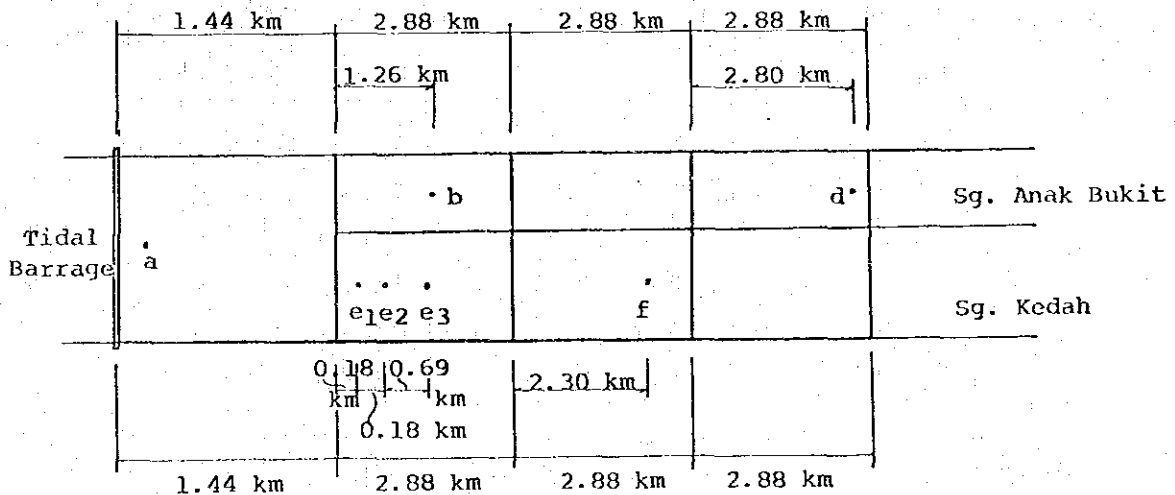 1.44 km 2.88 km 2.88 km 2.88 km
1.26 km 2.80 km
b d Sg. Anak Bukit
Tidal
Barrage a
e1 e2 e3 f Sg. Kedah
0.18 0.69
km km 2.30 km
0.18 km
1.44 km 2.88 km 2.88 km 2.88 km